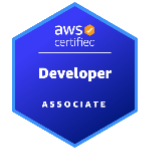 aws
certified
Developer
ASSOCIATE